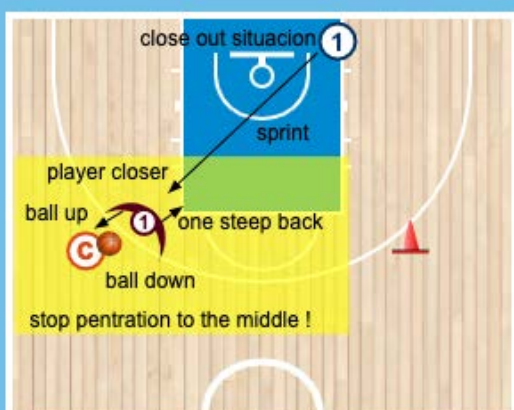 close out situacion 1
sprint
player closer
ball up
1
one steep back
C
ball down
stop pentration to the middle !